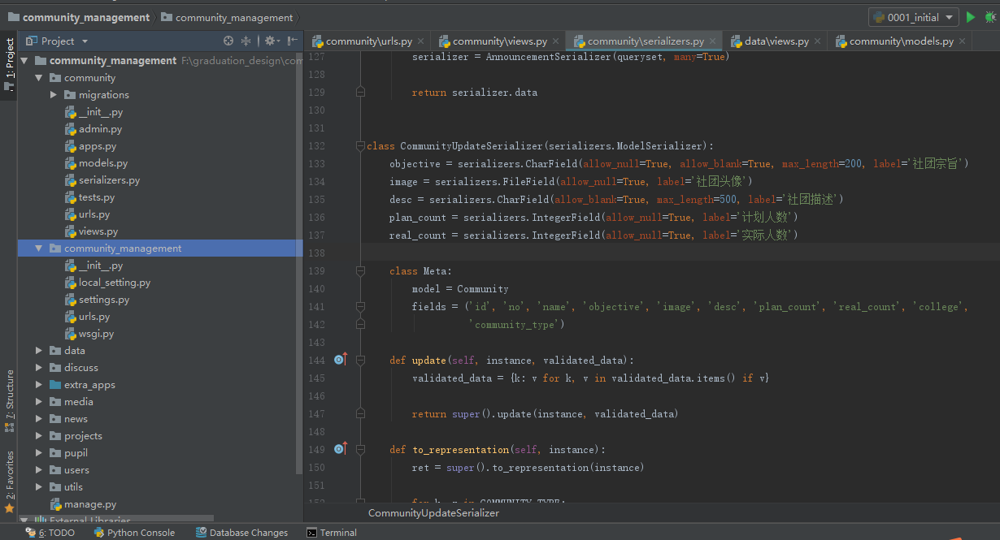 community_management community_management
0001_initial
1: Project
7: Structure
2: Favorites
Project
community_management F:\graduation_design\com
community
migrations
__init__.py
admin.py
apps.py
models.py
serializers.py
tests.py
urls.py
views.py
community_management
__init__.py
local_setting.py
settings.py
urls.py
wsgi.py
data
discuss
extra_apps
media
news
projects
pupil
users
utils
manage.py
External Libraries
community\urls.py community\views.py community\serializers.py data\views.py community\models.py
127 serializer = AnnouncementSerializer(queryset, many=True)
128
129 return serializer.data
130
131
132 class CommunityUpdateSerializer(serializers.ModelSerializer):
133 objective = serializers.CharField(allow_null=True, allow_blank=True, max_length=200, label='社团宗旨')
134 image = serializers.FileField(allow_null=True, label='社团头像')
135 desc = serializers.CharField(allow_blank=True, max_length=500, label='社团描述')
136 plan_count = serializers.IntegerField(allow_null=True, label='计划人数')
137 real_count = serializers.IntegerField(allow_null=True, label='实际人数')
138
139 class Meta:
140 model = Community
141 fields = ('id', 'no', 'name', 'objective', 'image', 'desc', 'plan_count', 'real_count', 'college',
142 'community_type')
143
144 def update(self, instance, validated_data):
145 validated_data = {k: v for k, v in validated_data.items() if v}
146
147 return super().update(instance, validated_data)
148
149 def to_representation(self, instance):
150 ret = super().to_representation(instance)
151
152 for k, v in COMMUNITY_TYPE:
CommunityUpdateSerializer
6: TODO Python Console Database Changes Terminal